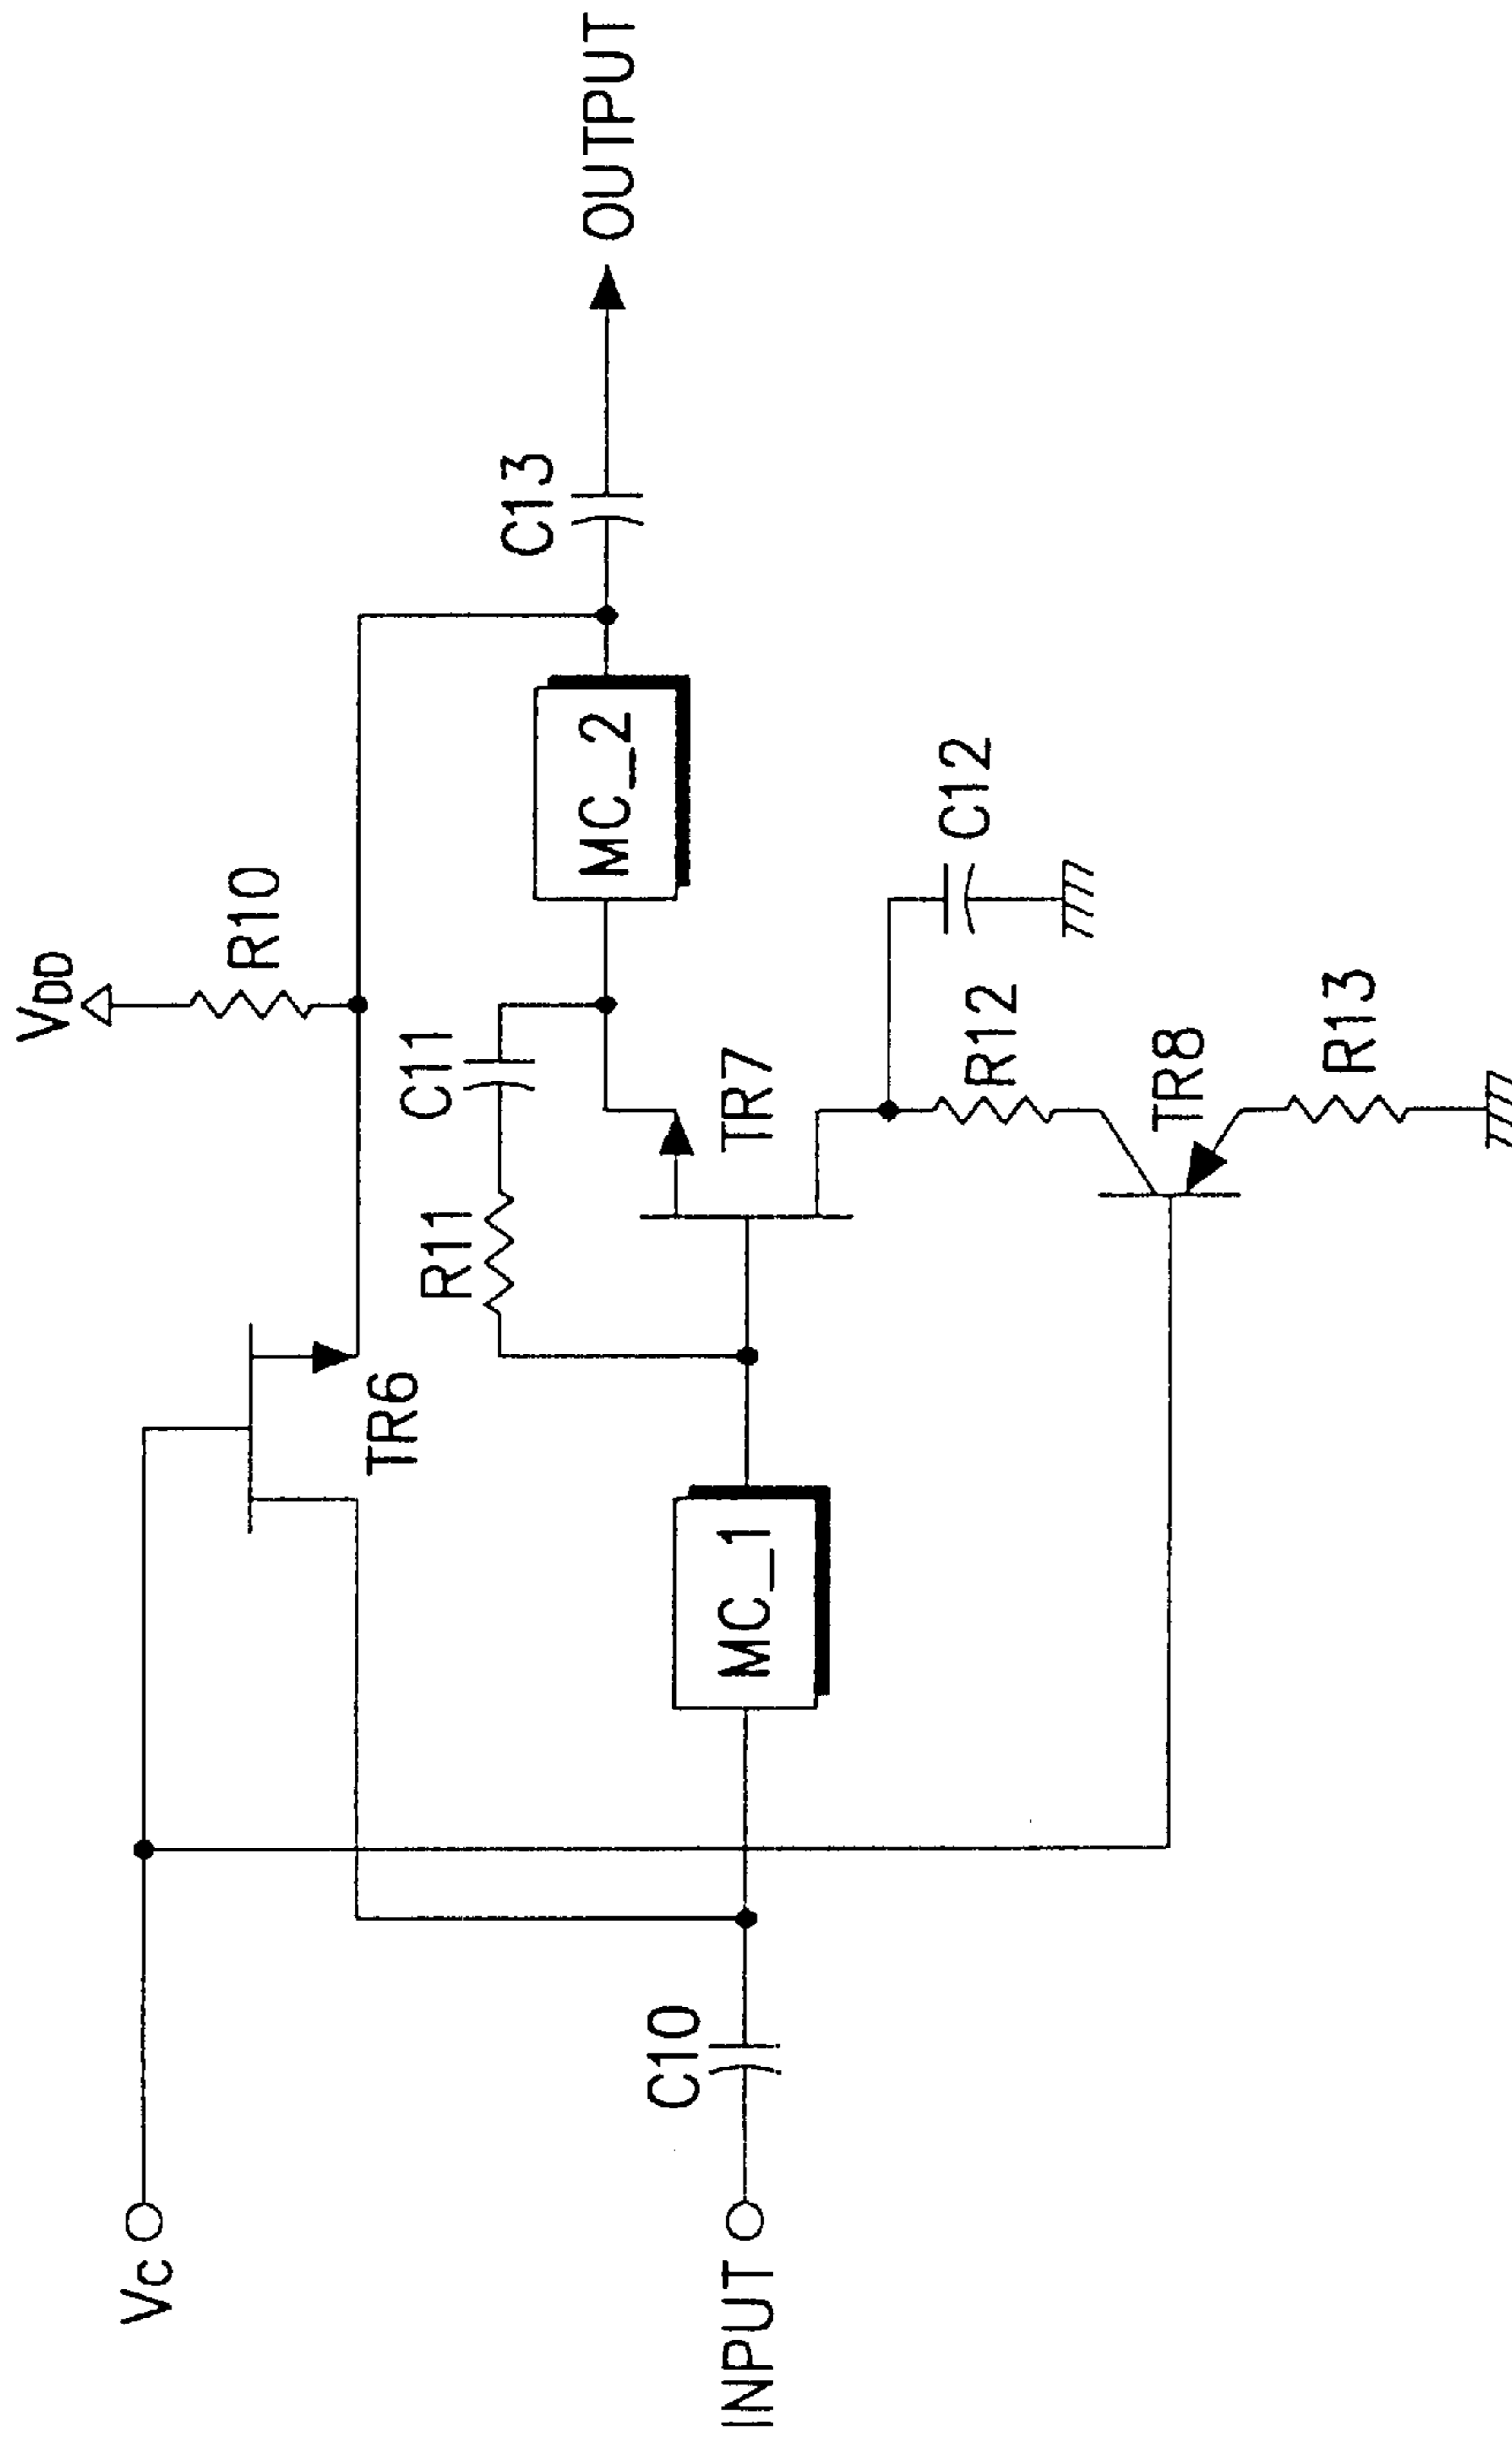 VDD
R10
Vc
TR6
C11
R11
C13
OUTPUT
MC_2
TR7
MC_1
C10
INPUT
C12
R12
TR8
R13